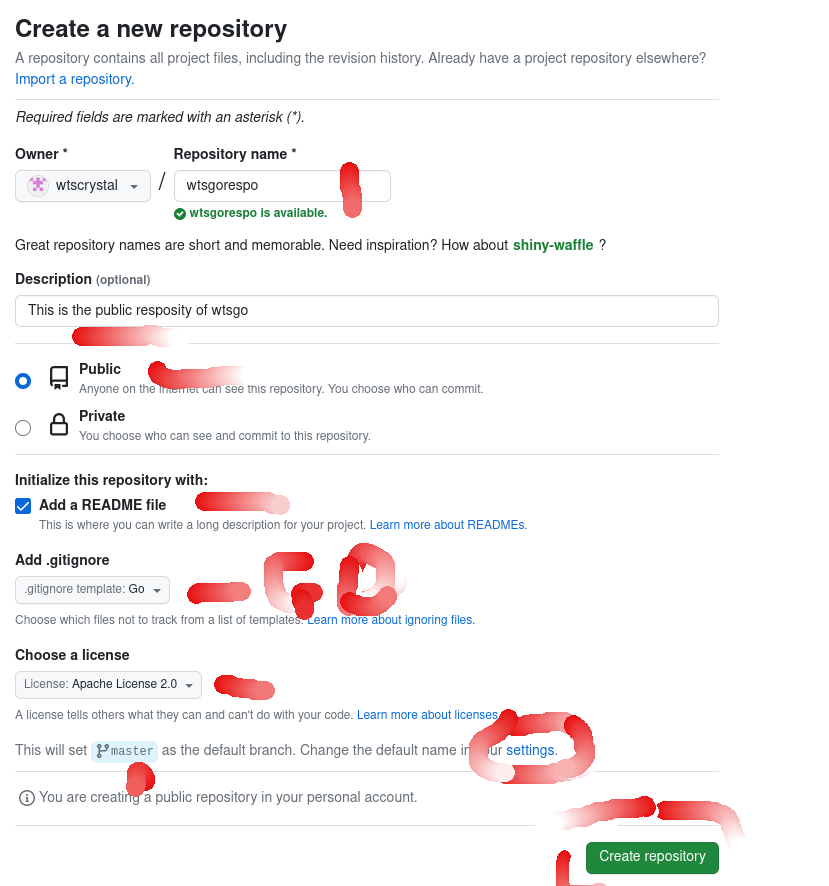 Create a new repository
A repository contains all project files, including the revision history. Already have a project repository elsewhere?
Import a repository.
Required fields are marked with an asterisk (*).
Owner * Repository name *
wtscrystal / wtsgorespo
wtsgorespo is available.
Great repository names are short and memorable. Need inspiration? How about shiny-waffle ?
Description (optional)
This is the public resposity of wtsgo
Public
Anyone on the internet can see this repository. You choose who can commit.
Private
You choose who can see and commit to this repository.
Initialize this repository with:
Add a README file
This is where you can write a long description for your project. Learn more about READMEs.
Add .gitignore
.gitignore template: Go
GO
Choose which files not to track from a list of templates. Learn more about ignoring files.
Choose a license
License: Apache License 2.0
A license tells others what they can and can't do with your code. Learn more about licenses
This will set master as the default branch. Change the default name in your settings.
You are creating a public repository in your personal account.
Create repository